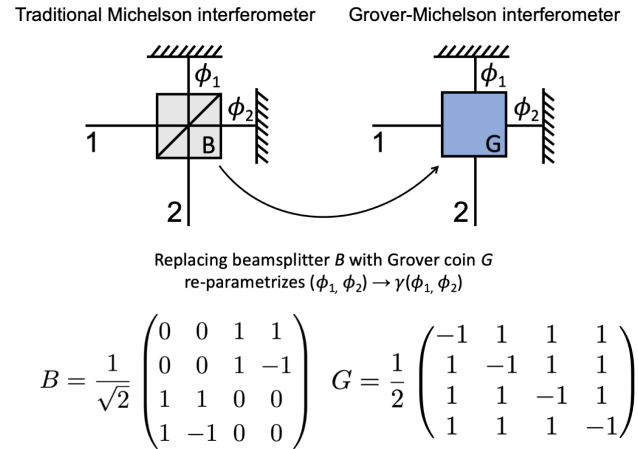 Traditional Michelson interferometer
Grover-Michelson interferometer
ϕ₁
ϕ₂
1
B
2
ϕ₁
ϕ₂
1
G
2
Replacing beamsplitter B with Grover coin G
re-parametrizes (ϕ₁, ϕ₂) → γ(ϕ₁, ϕ₂)
B = 1/√2 (0 0 1 1
0 0 1 −1
1 1 0 0
1 −1 0 0)
G = 1/2 (−1 1 1 1
1 −1 1 1
1 1 −1 1
1 1 1 −1)